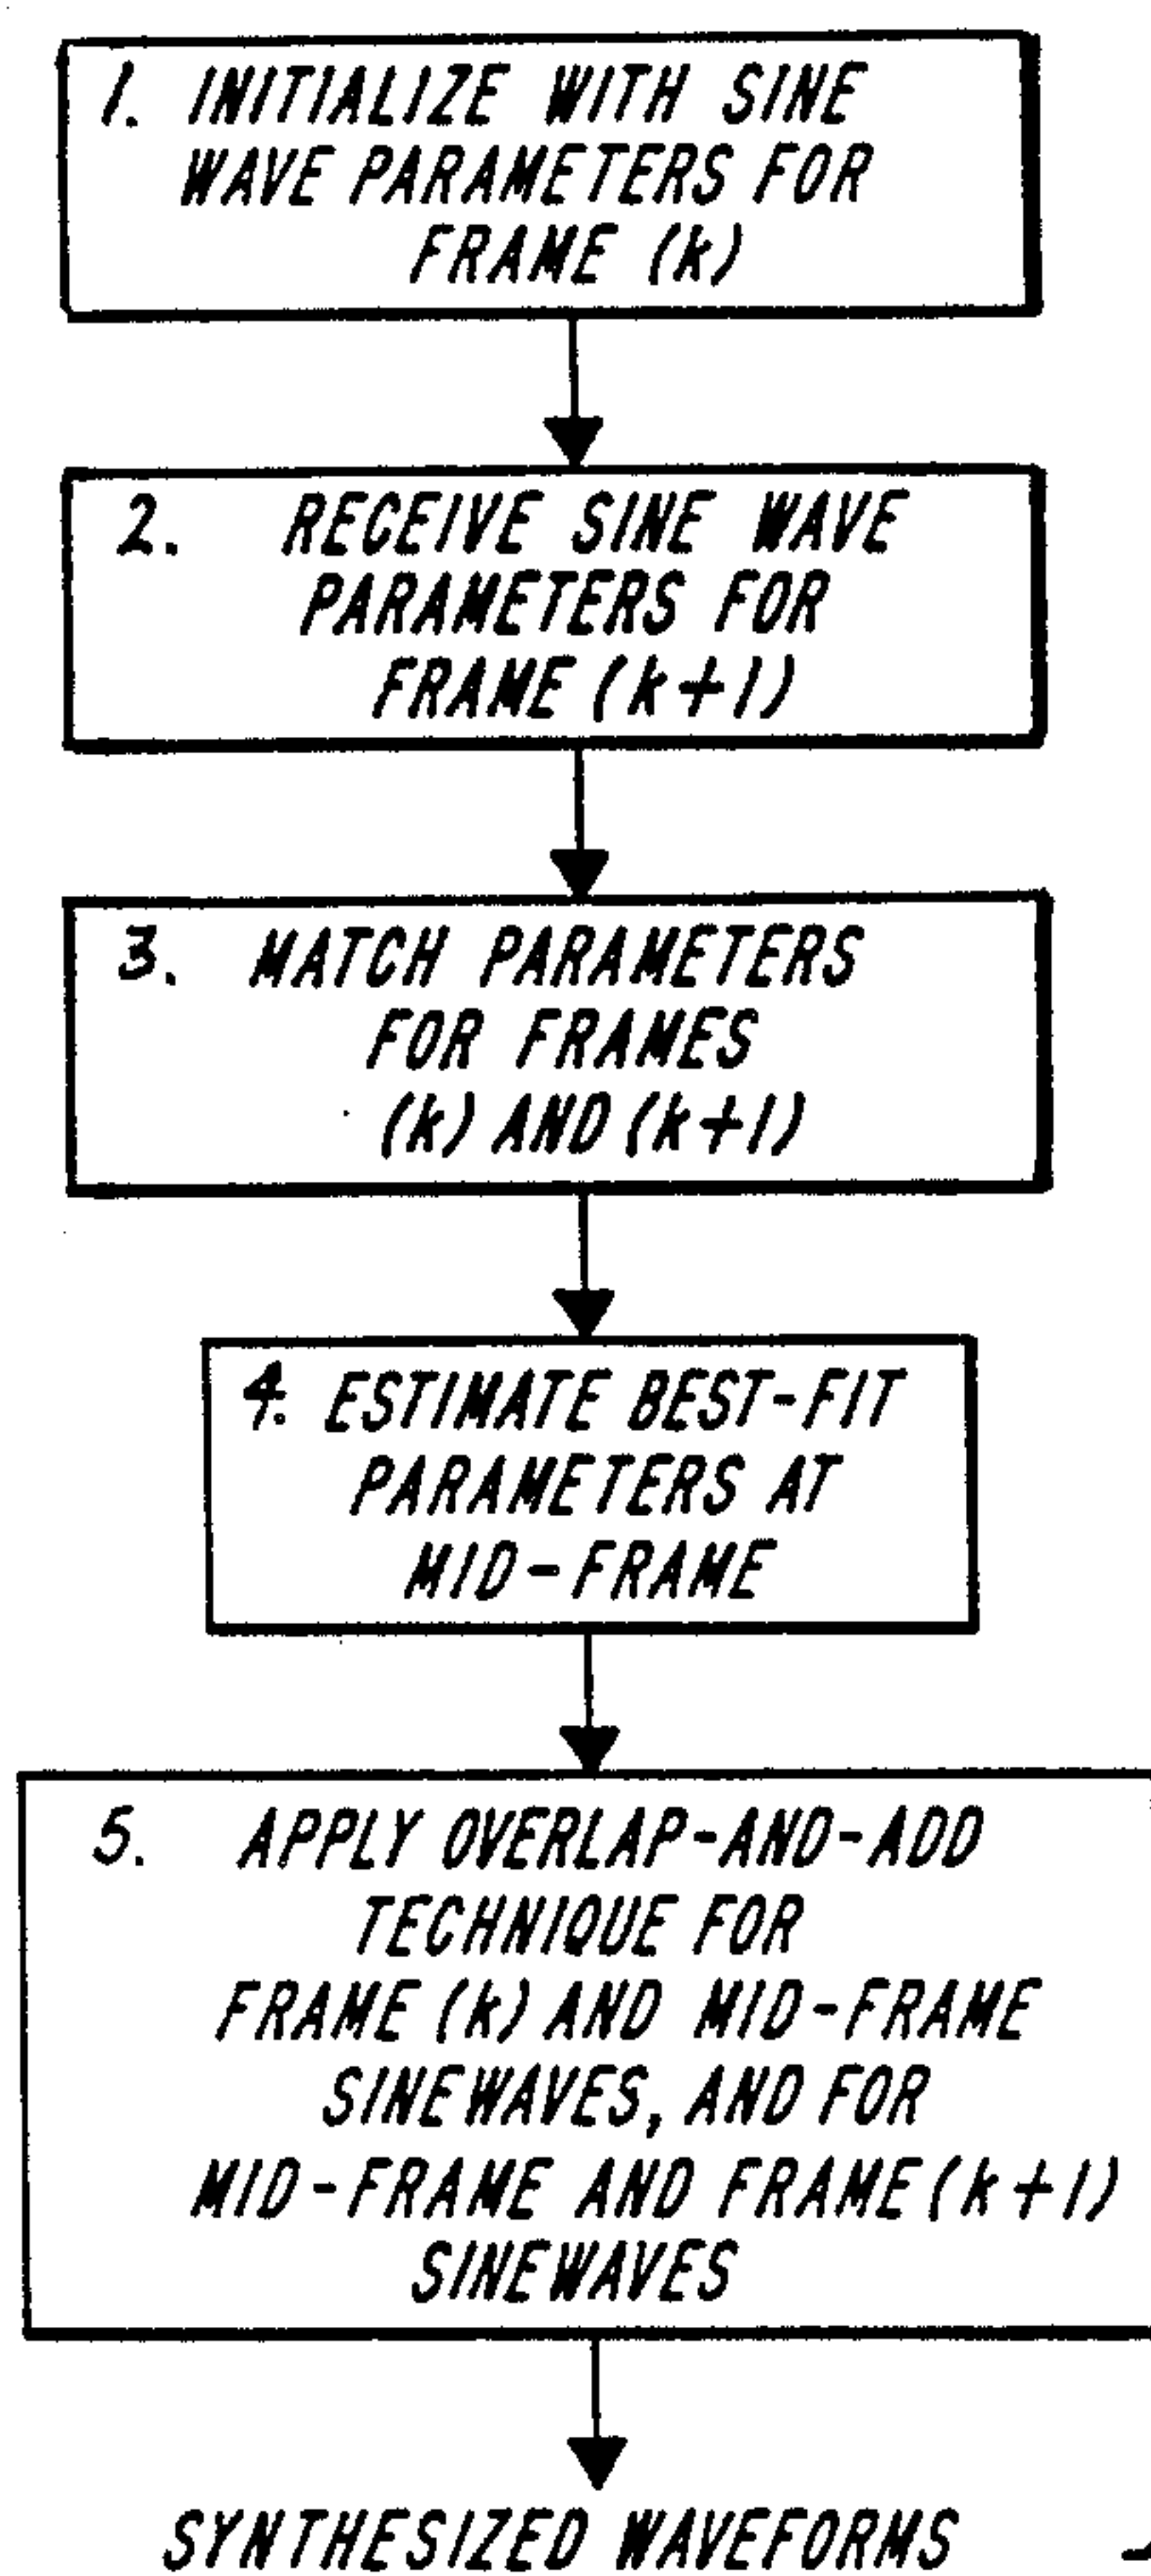 1. INITIALIZE WITH SINE
WAVE PARAMETERS FOR
FRAME (k)
2. RECEIVE SINE WAVE
PARAMETERS FOR
FRAME (k+1)
3. MATCH PARAMETERS
FOR FRAMES
(k) AND (k+1)
4. ESTIMATE BEST-FIT
PARAMETERS AT
MID-FRAME
5. APPLY OVERLAP-AND-ADD
TECHNIQUE FOR
FRAME (k) AND MID-FRAME
SINEWAVES, AND FOR
MID-FRAME AND FRAME (k+1)
SINEWAVES
SYNTHESIZED WAVEFORMS